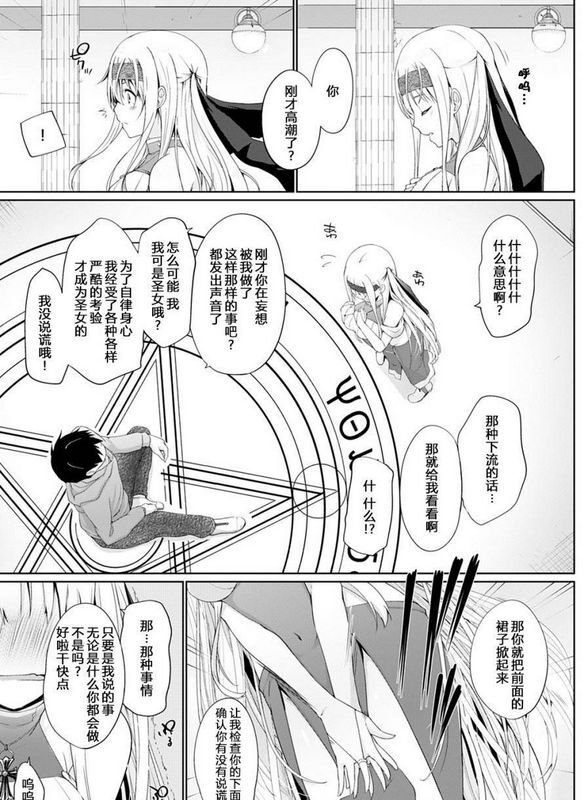 呼呜…
你
刚才高潮了?
!
什什什什什
什么意思啊?
刚才你在妄想
被我做了
这样那样的事吧?
都发出声音了
怎么可能 我
我可是圣女哦?
为了自律身心
我经受了各种各样
严酷的考验
才成为圣女的
我没说谎哦!
那种下流的话…
那就给我看看啊
什 什么!?
那你就把前面的
裙子掀起来
让我检查你的下面
确认你有没有说谎
那…那种事情
只要是我说的事
无论是什么你都会做
不是吗?
好啦干快点
呜呜